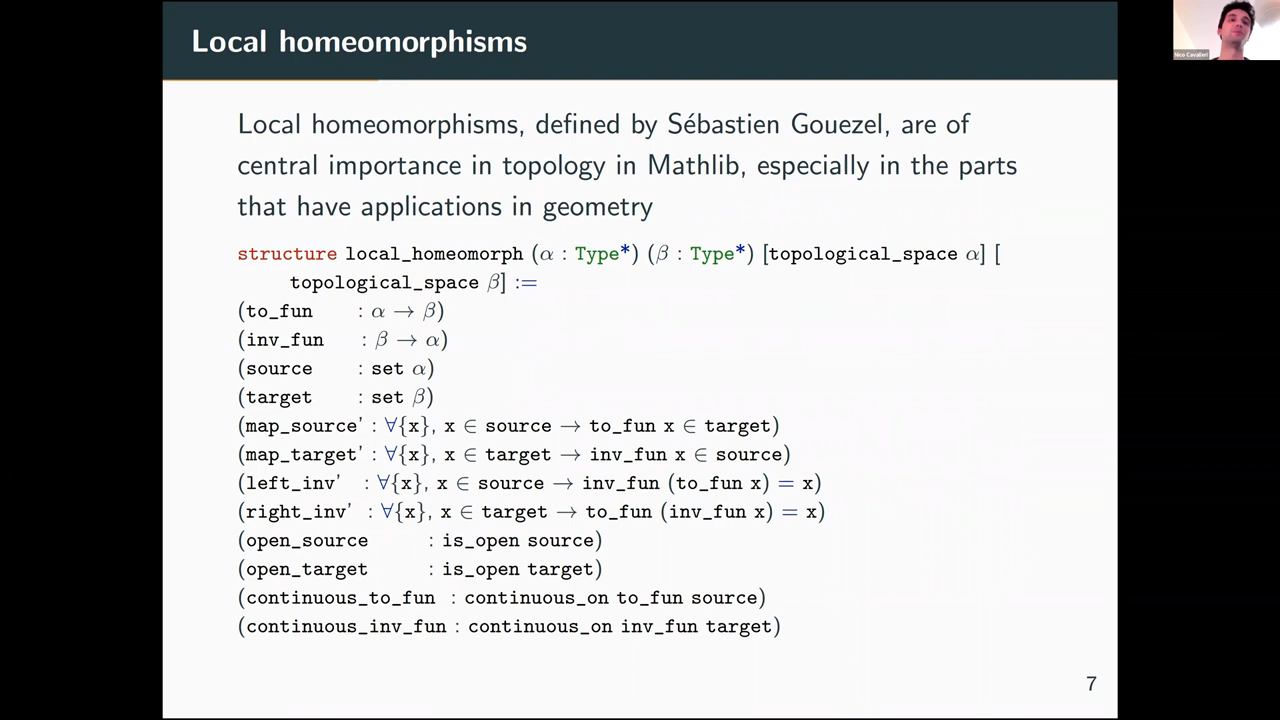 Local homeomorphisms
Nico Cavalleri
Local homeomorphisms, defined by Sébastien Gouezel, are of
central importance in topology in Mathlib, especially in the parts
that have applications in geometry
structure local_homeomorph (α : Type*) (β : Type*) [topological_space α] [
topological_space β] :=
(to_fun : α → β)
(inv_fun : β → α)
(source : set α)
(target : set β)
(map_source' : ∀{x}, x ∈ source → to_fun x ∈ target)
(map_target' : ∀{x}, x ∈ target → inv_fun x ∈ source)
(left_inv' : ∀{x}, x ∈ source → inv_fun (to_fun x) = x)
(right_inv' : ∀{x}, x ∈ target → to_fun (inv_fun x) = x)
(open_source : is_open source)
(open_target : is_open target)
(continuous_to_fun : continuous_on to_fun source)
(continuous_inv_fun : continuous_on inv_fun target)
7